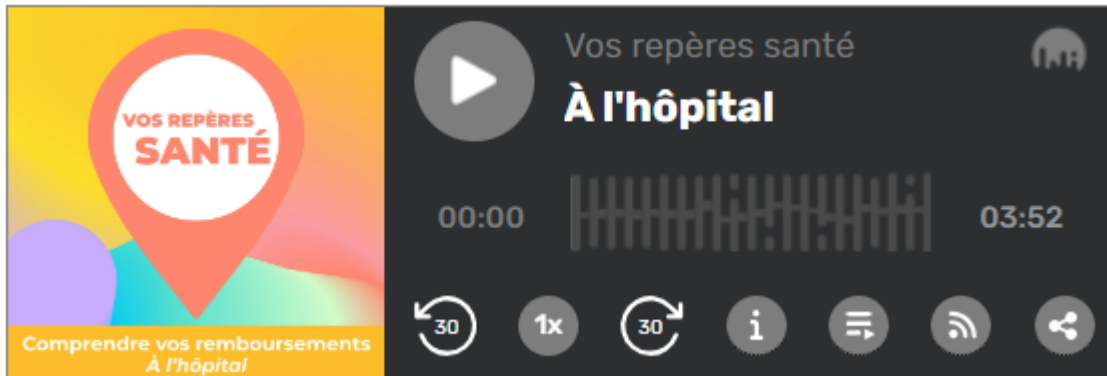 VOS REPÈRES
SANTÉ
Comprendre vos remboursements
À l'hôpital
Vos repères santé
À l'hôpital
00:00
03:52
30
1x
30
i